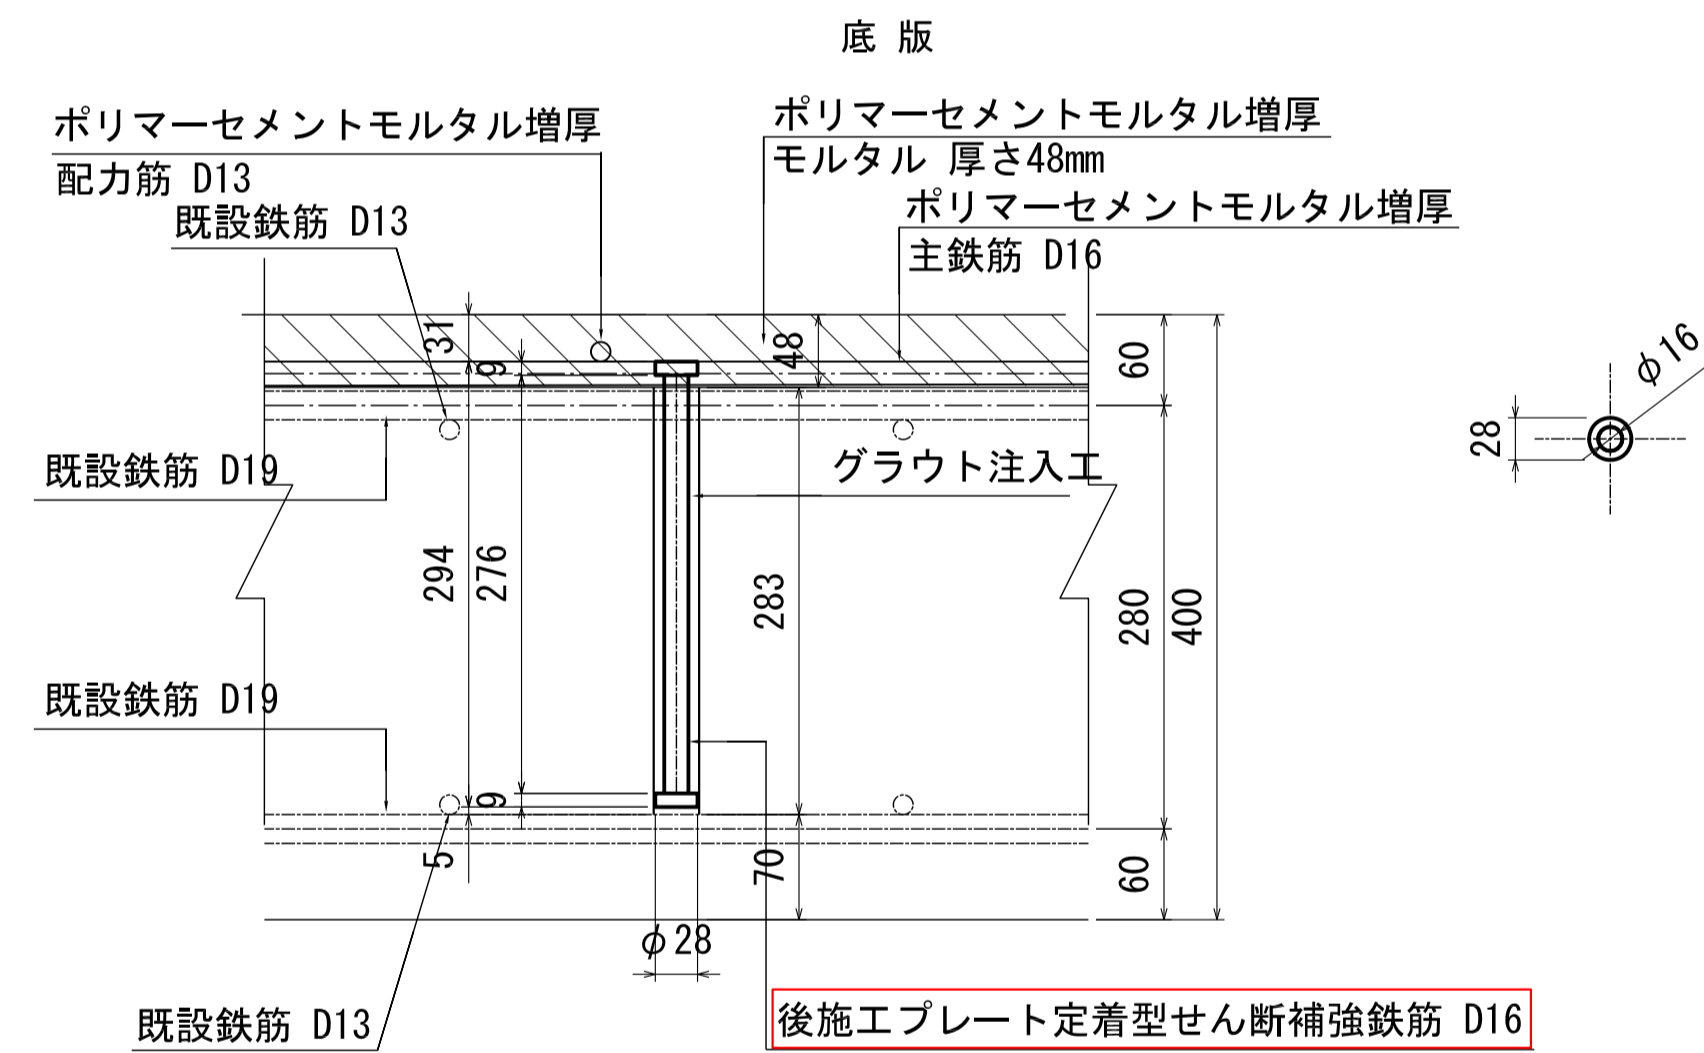 底 版
ポリマーセメントモルタル増厚
配力筋 D13
既設鉄筋 D13
ポリマーセメントモルタル増厚
モルタル 厚さ48mm
ポリマーセメントモルタル増厚
主鉄筋 D16
31
9
48
60
φ16
28
既設鉄筋 D19
グラウト注入工
294
276
283
280
400
既設鉄筋 D19
9
5
70
60
φ28
既設鉄筋 D13
後施工プレート定着型せん断補強鉄筋 D16